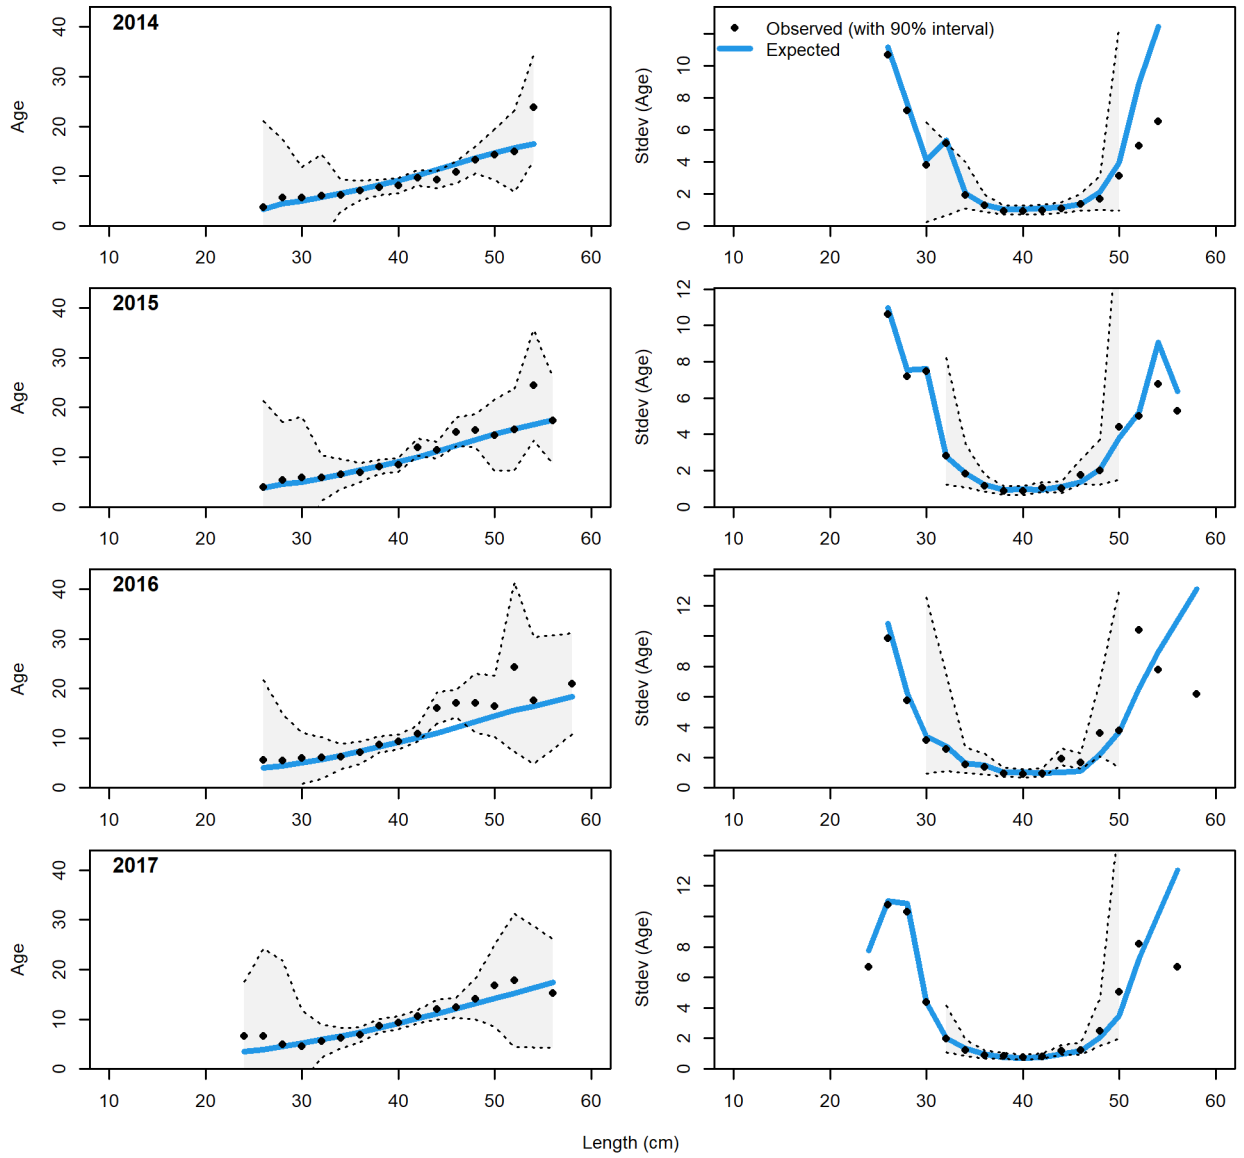 2014
Age
0 10 20 30 40
10 20 30 40 50 60
Observed (with 90% interval)
Expected
Stdev (Age)
0 2 4 6 8 10
10 20 30 40 50 60
2015
Age
0 10 20 30 40
10 20 30 40 50 60
Stdev (Age)
0 2 4 6 8 10 12
10 20 30 40 50 60
2016
Age
0 10 20 30 40
10 20 30 40 50 60
Stdev (Age)
0 2 4 6 8 12
10 20 30 40 50 60
2017
Age
0 10 20 30 40
10 20 30 40 50 60
Stdev (Age)
0 2 4 6 8 12
10 20 30 40 50 60
Length (cm)